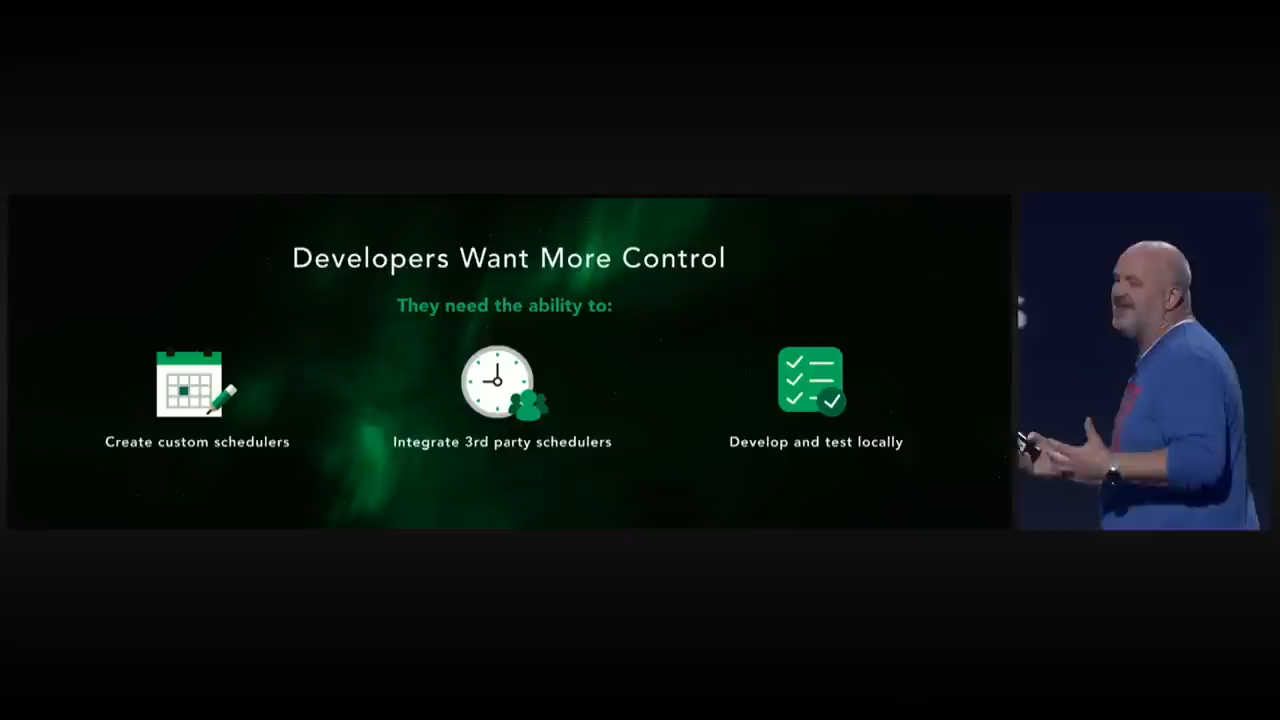 Developers Want More Control
They need the ability to:
Create custom schedulers
Integrate 3rd party schedulers
Develop and test locally